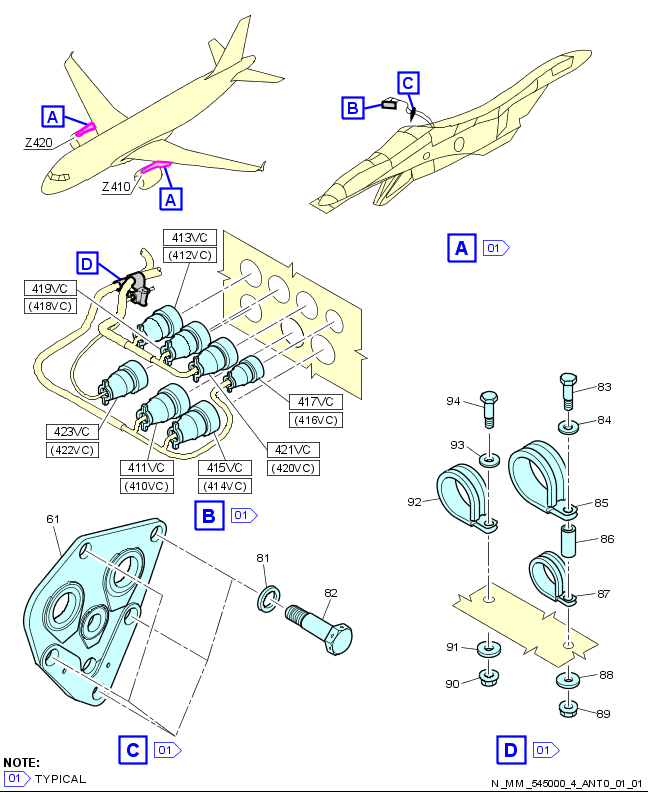 A
Z420
Z410
A
C
B
A 01
D
413VC
(412VC)
419VC
(418VC)
417VC
(416VC)
423VC
(422VC)
421VC
(420VC)
411VC
(410VC)
415VC
(414VC)
B 01
94
93
92
91
90
83
84
85
86
87
88
89
61
81
82
C 01
D 01
NOTE:
01 TYPICAL
N_MM_545000_4_ANT0_01_01